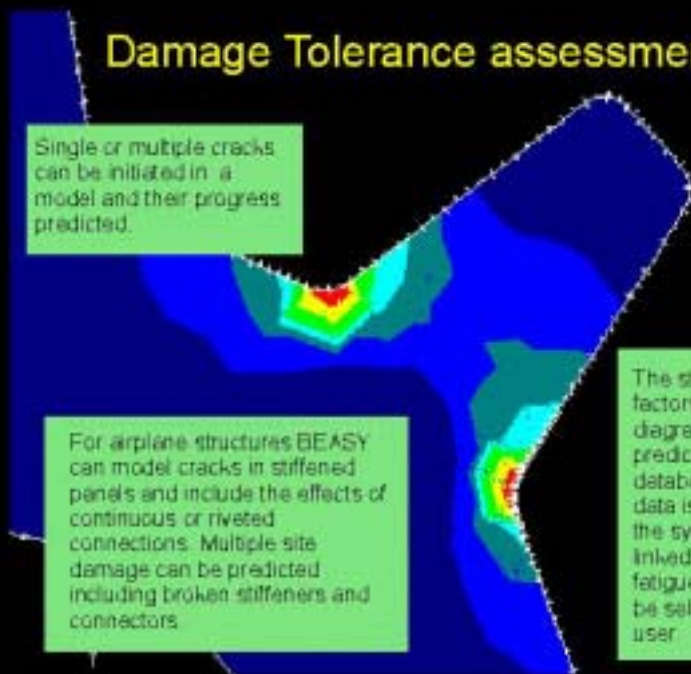 Damage Tolerance assessme
Single or multiple cracks
can be initiated in a
model and their progress
predicted.
For airplane structures BEASY
can model cracks in stiffened
panels and include the effects of
continuous or riveted
connections. Multiple site
damage can be predicted
including broken stiffeners and
connectors.
The st
factor
diagra
predic
databa
data is
the sy
linked
fatigue
be sel
user